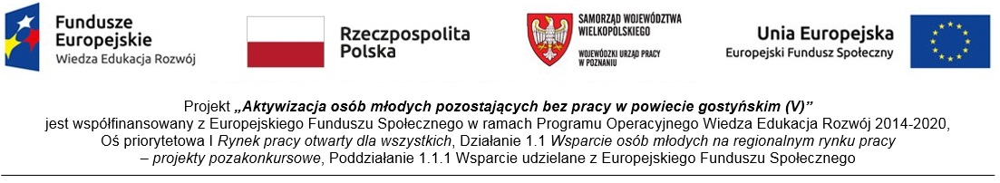 Fundusze
Europejskie
Wiedza Edukacja Rozwój
Rzeczpospolita
Polska
SAMORZĄD WOJEWÓDZTWA
WIELKOPOLSKIEGO
WOJEWÓDZKI URZĄD PRACY
W POZNANIU
Unia Europejska
Europejski Fundusz Społeczny
Projekt „Aktywizacja osób młodych pozostających bez pracy w powiecie gostyńskim (V)”
jest współfinansowany z Europejskiego Funduszu Społecznego w ramach Programu Operacyjnego Wiedza Edukacja Rozwój 2014-2020,
Oś priorytetowa I Rynek pracy otwarty dla wszystkich, Działanie 1.1 Wsparcie osób młodych na regionalnym rynku pracy
– projekty pozakonkursowe, Poddziałanie 1.1.1 Wsparcie udzielane z Europejskiego Funduszu Społecznego